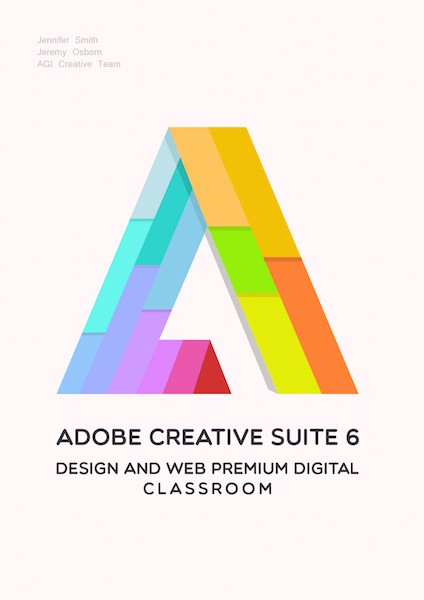 Jennifer Smith
Jeremy Osborn
AGI Creative Team
ADOBE CREATIVE SUITE 6
DESIGN AND WEB PREMIUM DIGITAL
CLASSROOM